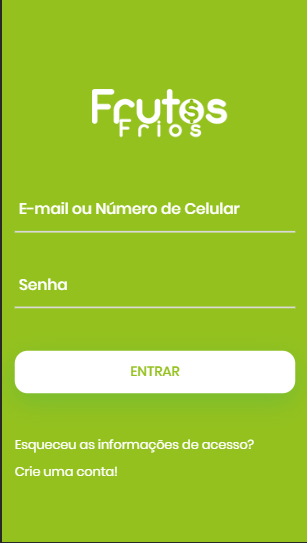 Frutos
Frios
E-mail ou Número de Celular
Senha
ENTRAR
Esqueceu as informações de acesso?
Crie uma conta!